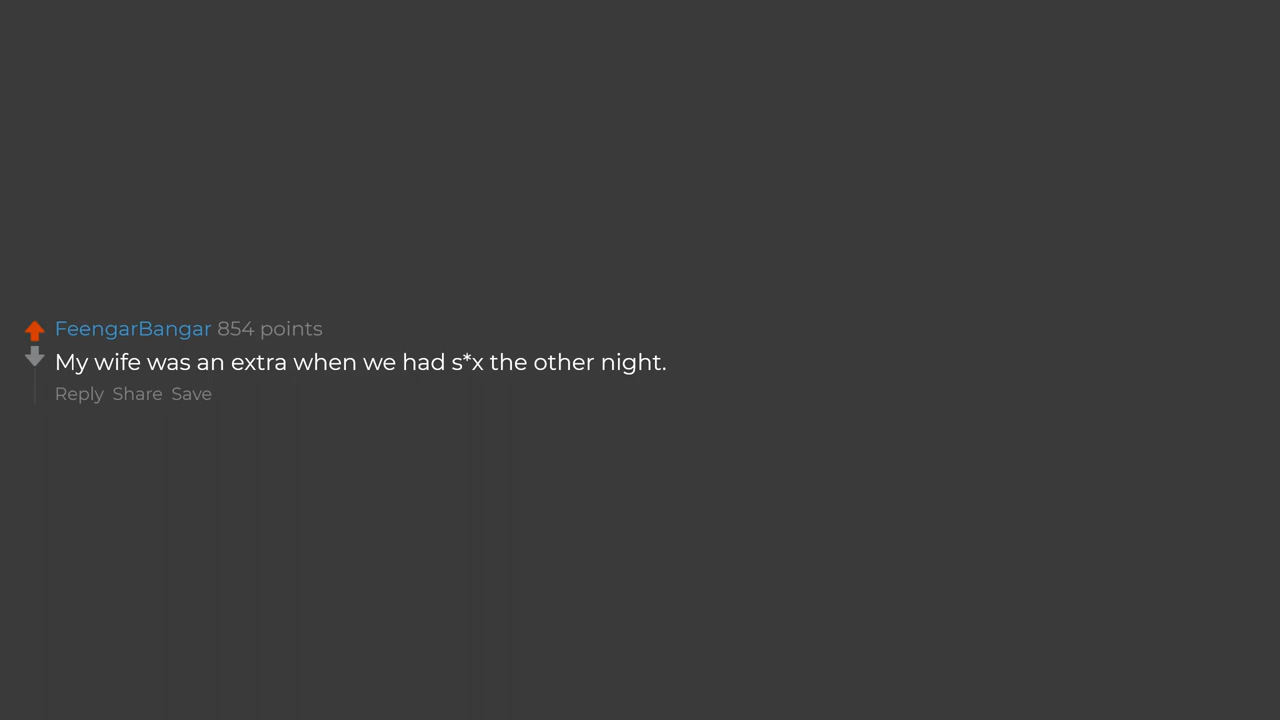 FeengarBangar 854 points
My wife was an extra when we had s*x the other night.
Reply Share Save